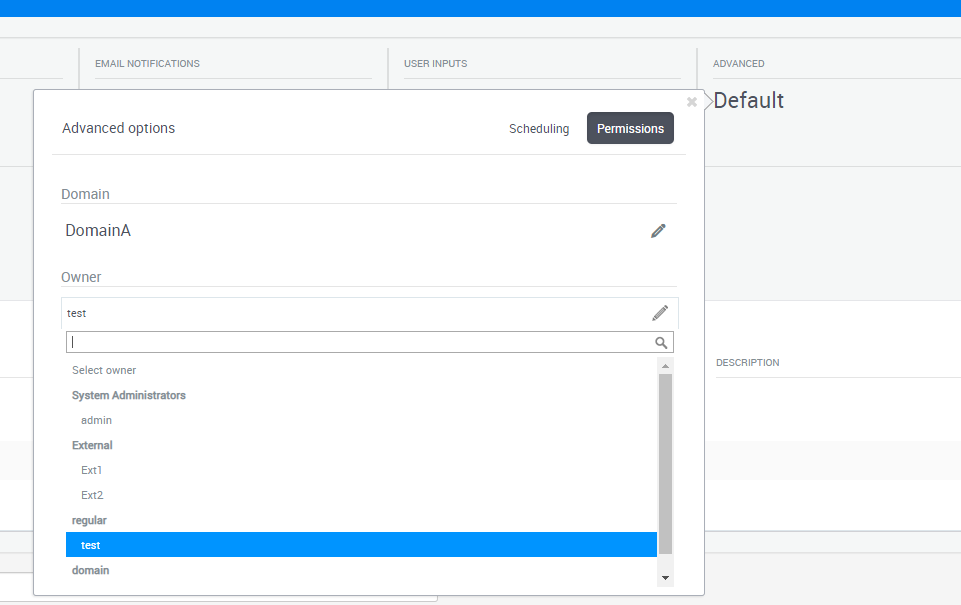 EMAIL NOTIFICATIONS
USER INPUTS
ADVANCED
Default
Advanced options
Scheduling
Permissions
Domain
DomainA
Owner
test
Select owner
System Administrators
admin
External
Ext1
Ext2
regular
test
domain
DESCRIPTION